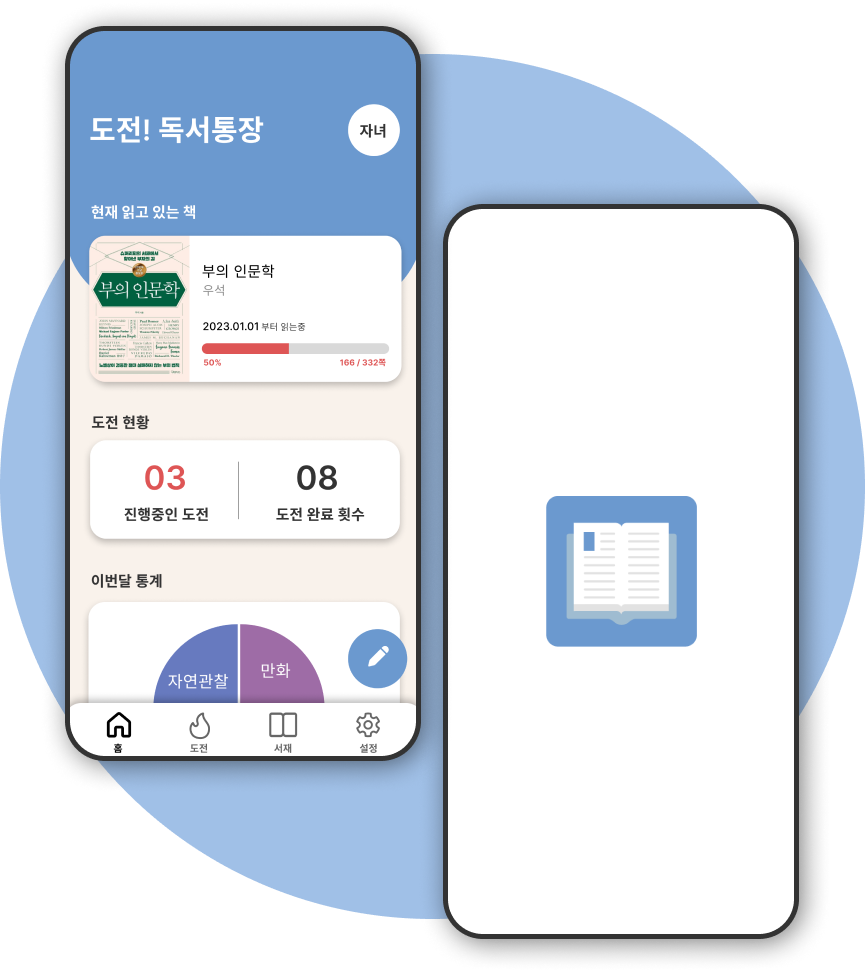 도전! 독서통장
자녀
현재 읽고 있는 책
부의 인문학
부의 인문학
우석
2023.01.01 부터 읽는중
50%
166 / 332쪽
도전 현황
03
08
진행중인 도전
도전 완료 횟수
이번달 통계
자연관찰
만화
홈
도전
서재
설정